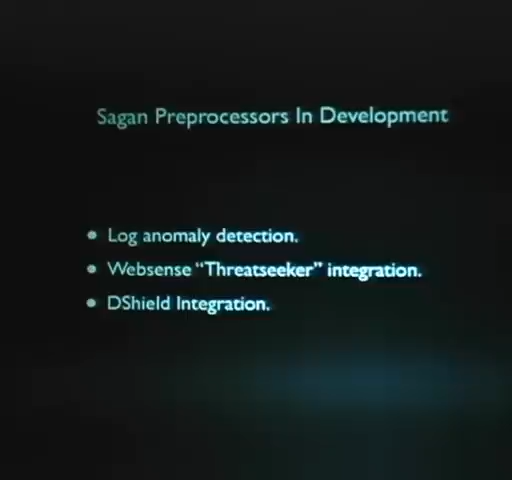 Sagan Preprocessors In Development
• Log anomaly detection.
• Websense “Threatseeker” integration.
• DShield Integration.